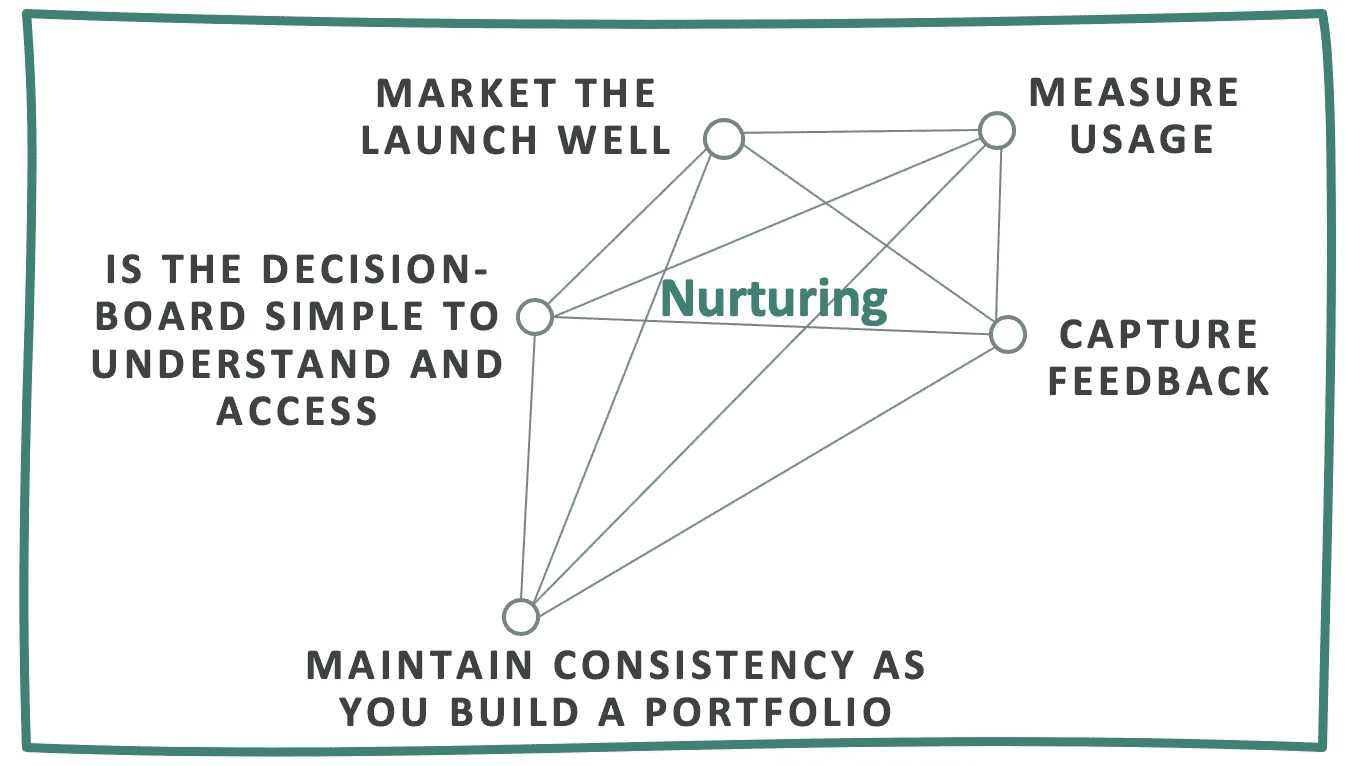 MARKET THE
LAUNCH WELL
MEASURE
USAGE
IS THE DECISION-
BOARD SIMPLE TO
UNDERSTAND AND
ACCESS
Nurturing
CAPTURE
FEEDBACK
MAINTAIN CONSISTENCY AS
YOU BUILD A PORTFOLIO